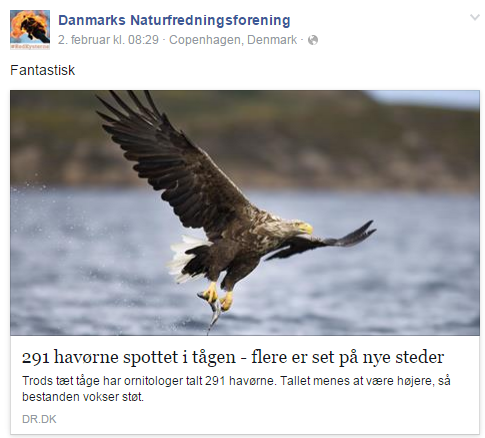 Danmarks Naturfredningsforening
2. februar kl. 08:29 · Copenhagen, Denmark ·
Fantastisk
291 havørne spottet i tågen - flere er set på nye steder
Trods tæt tåge har ornitologer talt 291 havørne. Tallet menes at være højere, så
bestanden vokser støt.
DR.DK